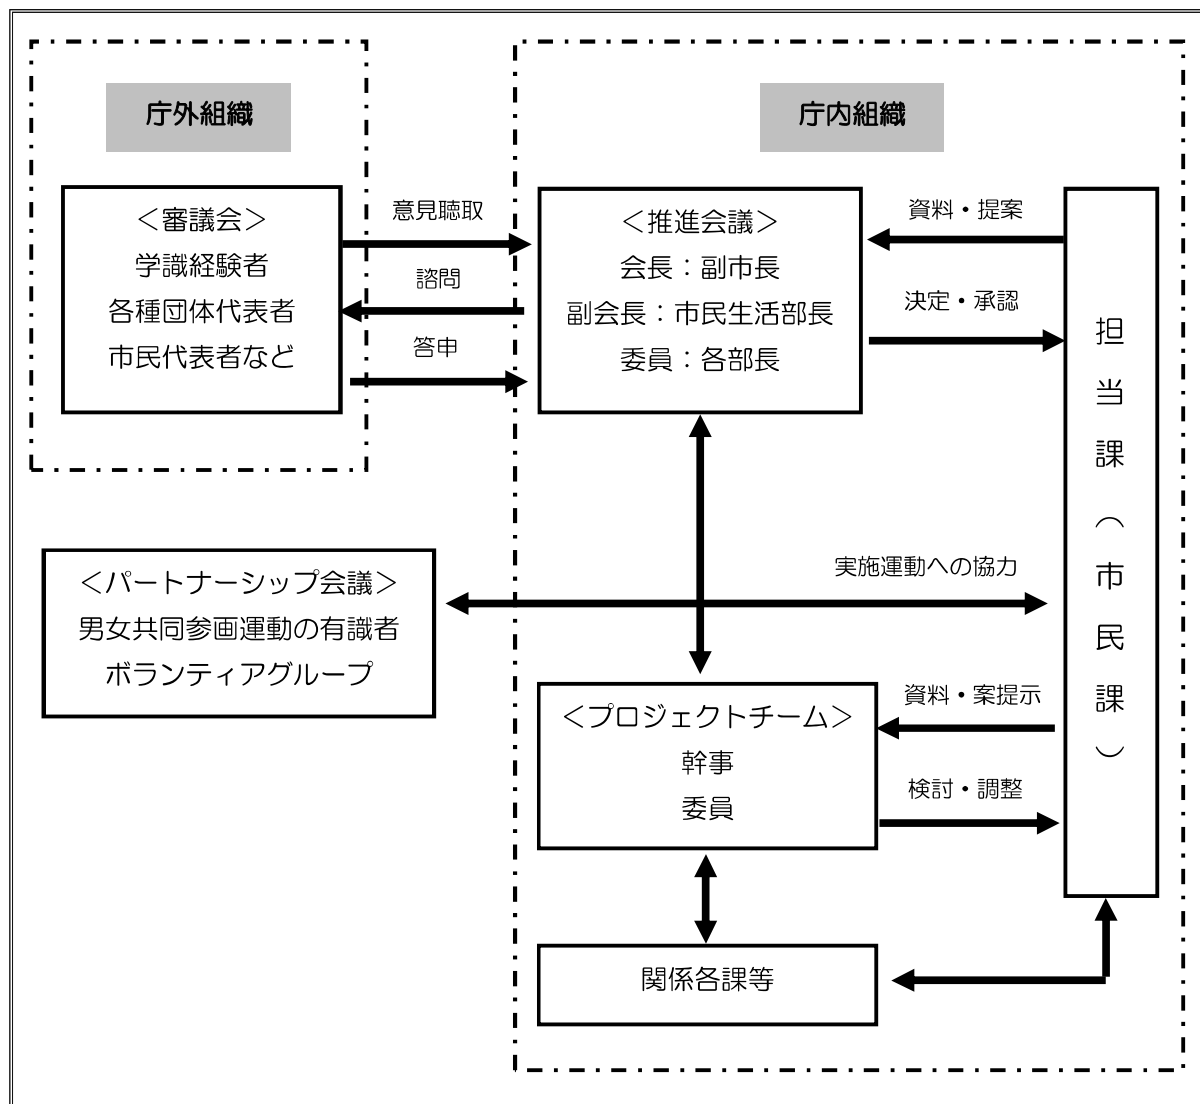 庁外組織
＜審議会＞
学識経験者
各種団体代表者
市民代表者など
意見聴取
諮問
答申
庁内組織
＜推進会議＞
会長：副市長
副会長：市民生活部長
委員：各部長
資料・提案
決定・承認
担当課（市民課）
＜パートナーシップ会議＞
男女共同参画運動の有識者
ボランティアグループ
実施運動への協力
＜プロジェクトチーム＞
幹事
委員
資料・案提示
検討・調整
関係各課等